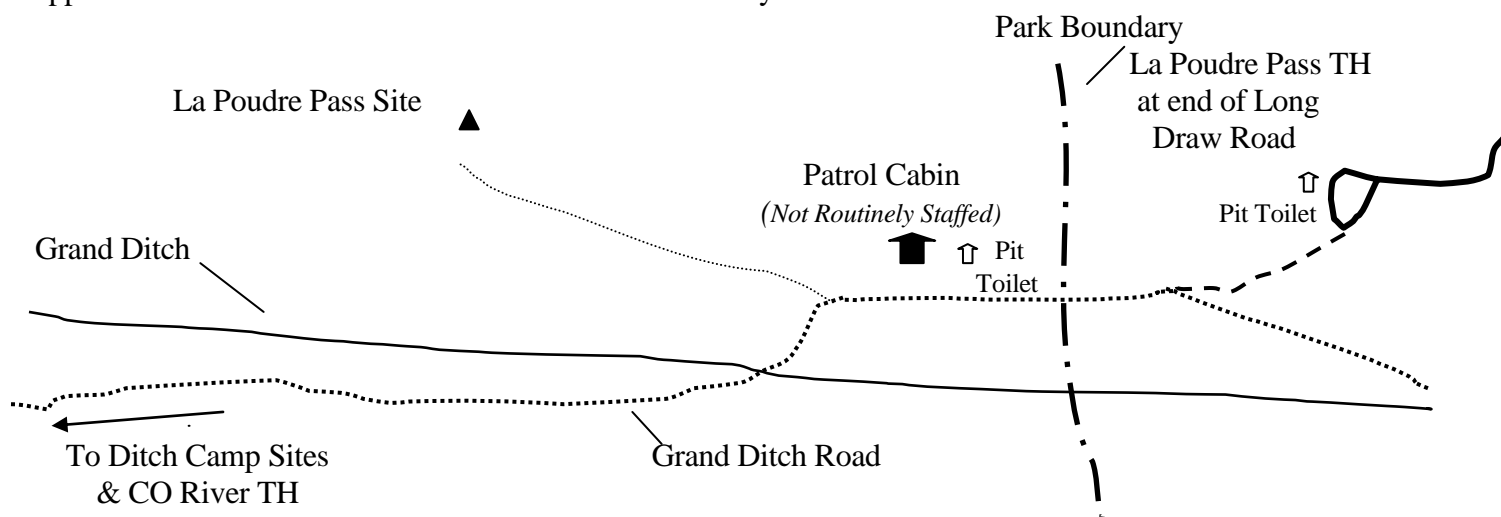 Park Boundary
La Poudre Pass TH
at end of Long
Draw Road
La Poudre Pass Site
Patrol Cabin
(Not Routinely Staffed)
Pit Toilet
Grand Ditch
Pit
Toilet
To Ditch Camp Sites
& CO River TH
Grand Ditch Road